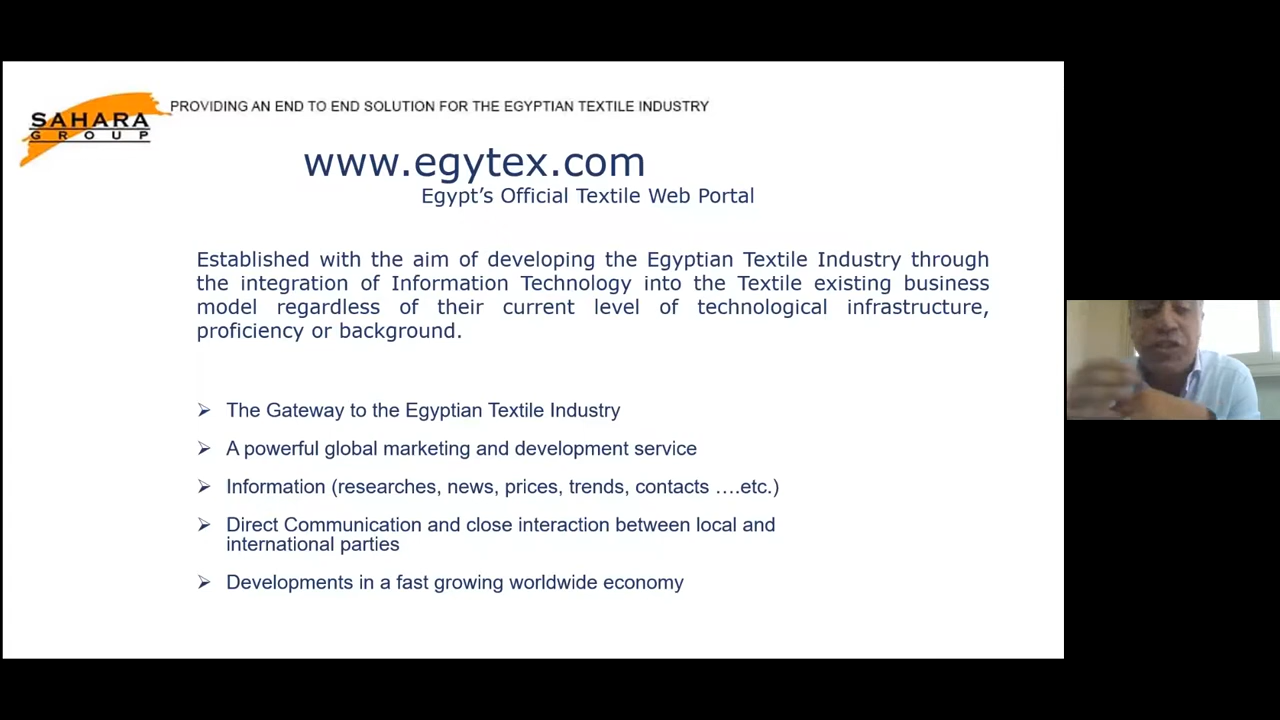 SAHARA
GROUP
PROVIDING AN END TO END SOLUTION FOR THE EGYPTIAN TEXTILE INDUSTRY
www.egytex.com
Egypt’s Official Textile Web Portal
Established with the aim of developing the Egyptian Textile Industry through
the integration of Information Technology into the Textile existing business
model regardless of their current level of technological infrastructure,
proficiency or background.
➢ The Gateway to the Egyptian Textile Industry
➢ A powerful global marketing and development service
➢ Information (researches, news, prices, trends, contacts ….etc.)
➢ Direct Communication and close interaction between local and
international parties
➢ Developments in a fast growing worldwide economy